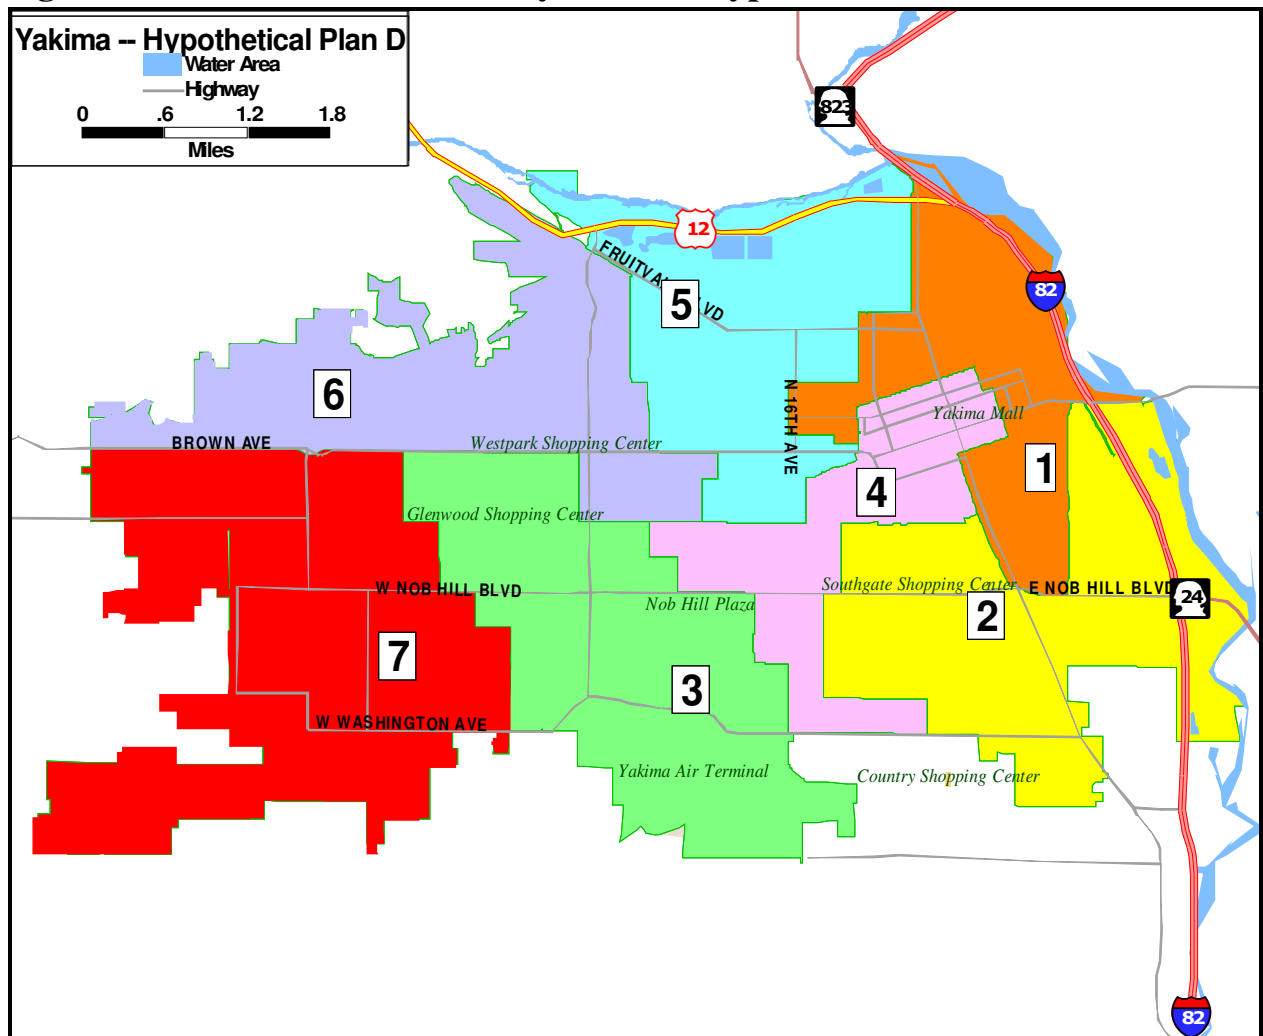 Yakima -- Hypothetical Plan D
Water Area
Highway
0 .6 1.2 1.8
Miles
823
12
82
FRUITVA
LVD
5
6
N 16TH AVE
Yakima Mall
BROWN AVE
Westpark Shopping Center
1
4
Glenwood Shopping Center
W NOB HILL BLVD
Southgate Shopping Center
E NOB HILL BLVD
24
Nob Hill Plaza
2
7
3
W WASHINGTON AVE
Yakima Air Terminal
Country Shopping Center
82